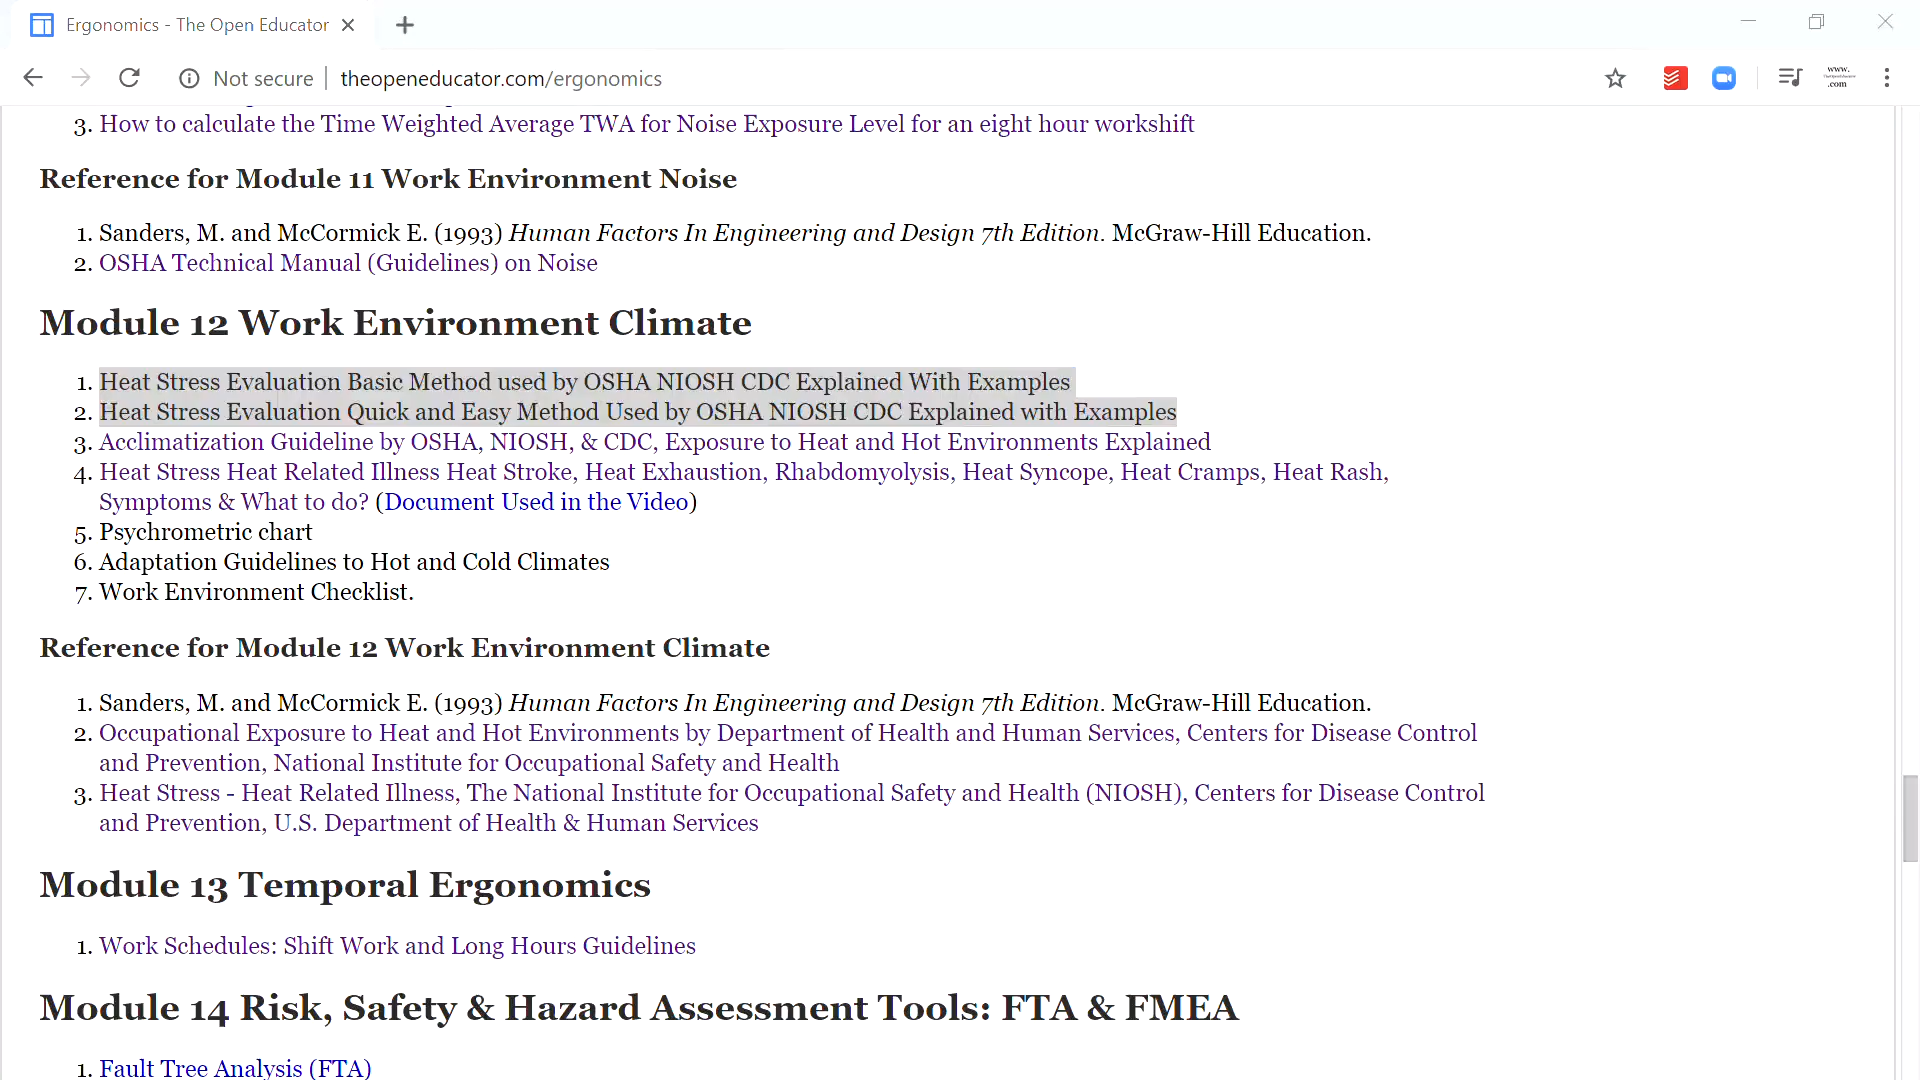 Ergonomics - The Open Educator
Not secure
theopeneducator.com/ergonomics
www.
.com
3. How to calculate the Time Weighted Average TWA for Noise Exposure Level for an eight hour workshift
Reference for Module 11 Work Environment Noise
1. Sanders, M. and McCormick E. (1993) Human Factors In Engineering and Design 7th Edition. McGraw-Hill Education.
2. OSHA Technical Manual (Guidelines) on Noise
Module 12 Work Environment Climate
1. Heat Stress Evaluation Basic Method used by OSHA NIOSH CDC Explained With Examples
2. Heat Stress Evaluation Quick and Easy Method Used by OSHA NIOSH CDC Explained with Examples
3. Acclimatization Guideline by OSHA, NIOSH, & CDC, Exposure to Heat and Hot Environments Explained
4. Heat Stress Heat Related Illness Heat Stroke, Heat Exhaustion, Rhabdomyolysis, Heat Syncope, Heat Cramps, Heat Rash,
Symptoms & What to do? (Document Used in the Video)
5. Psychrometric chart
6. Adaptation Guidelines to Hot and Cold Climates
7. Work Environment Checklist.
Reference for Module 12 Work Environment Climate
1. Sanders, M. and McCormick E. (1993) Human Factors In Engineering and Design 7th Edition. McGraw-Hill Education.
2. Occupational Exposure to Heat and Hot Environments by Department of Health and Human Services, Centers for Disease Control
and Prevention, National Institute for Occupational Safety and Health
3. Heat Stress - Heat Related Illness, The National Institute for Occupational Safety and Health (NIOSH), Centers for Disease Control
and Prevention, U.S. Department of Health & Human Services
Module 13 Temporal Ergonomics
1. Work Schedules: Shift Work and Long Hours Guidelines
Module 14 Risk, Safety & Hazard Assessment Tools: FTA & FMEA
1. Fault Tree Analysis (FTA)